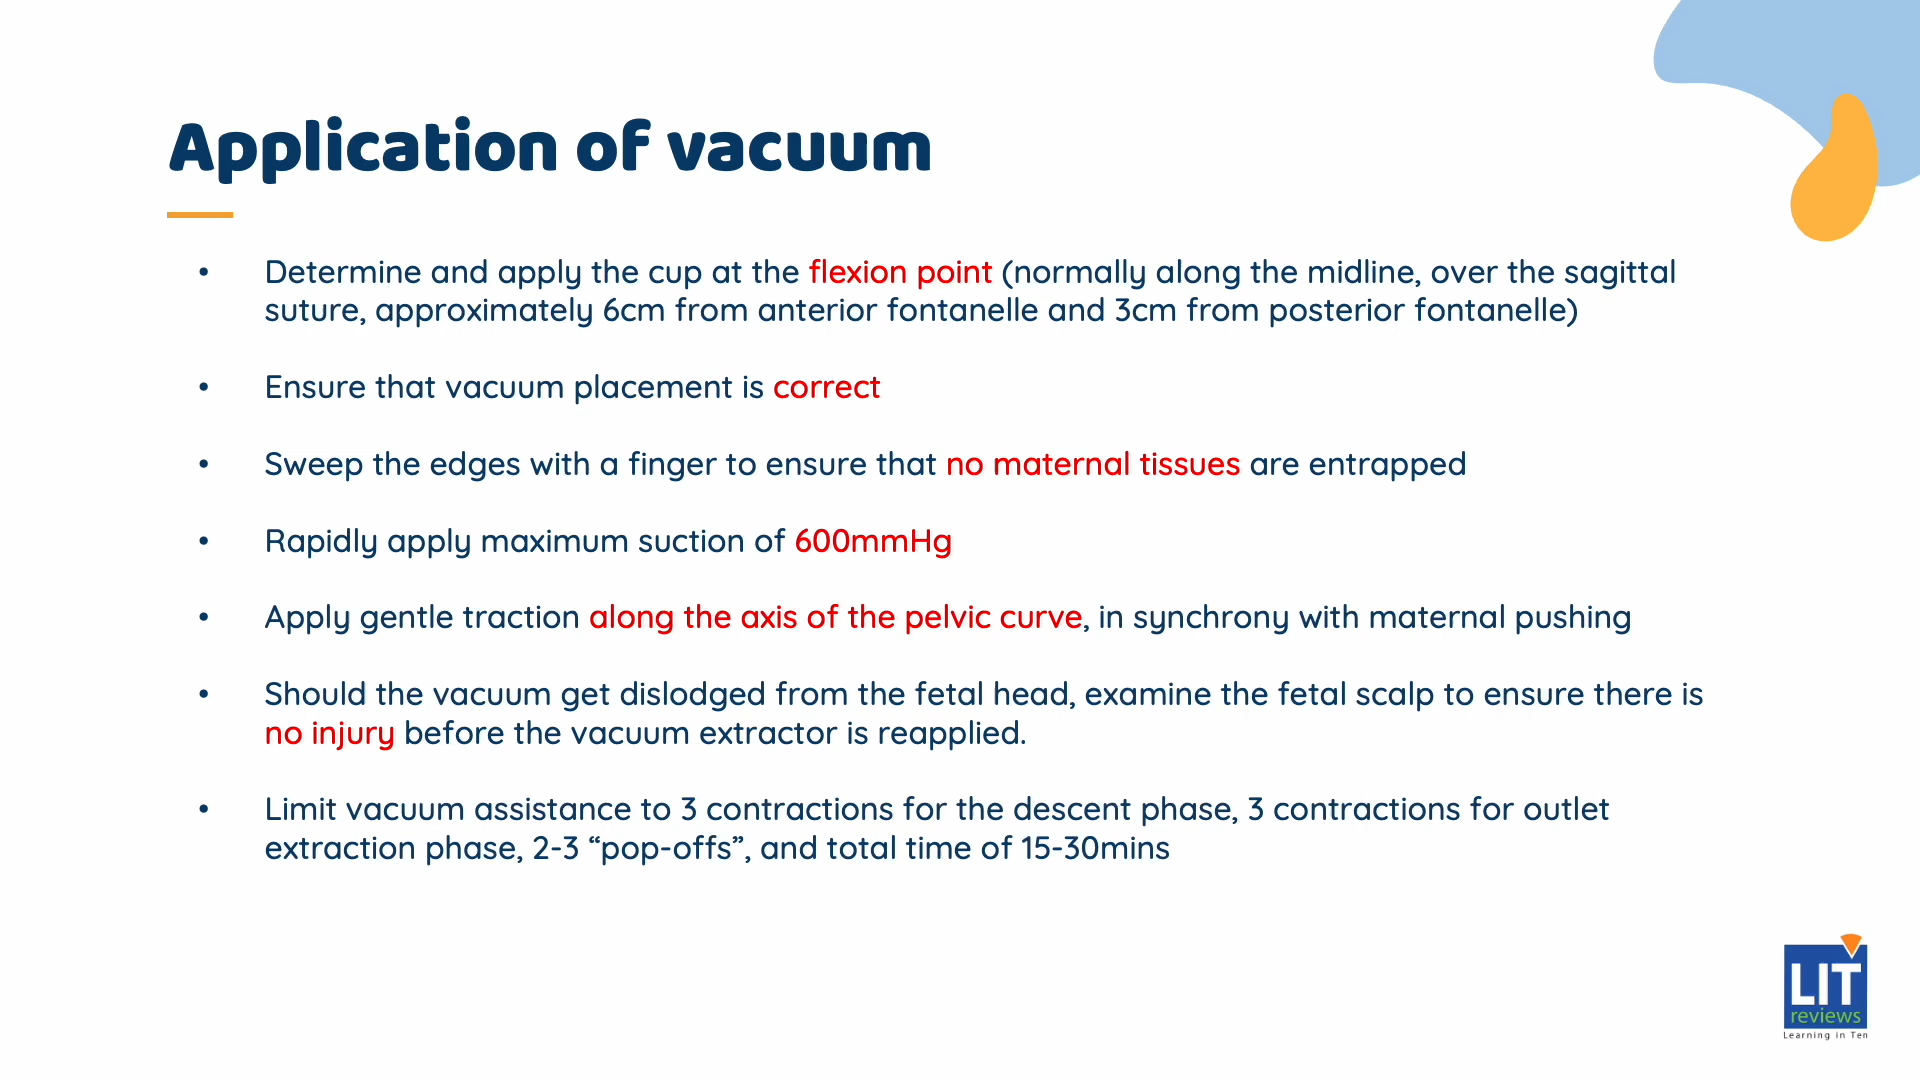 Application of vacuum
• Determine and apply the cup at the flexion point (normally along the midline, over the sagittal
suture, approximately 6cm from anterior fontanelle and 3cm from posterior fontanelle)
• Ensure that vacuum placement is correct
• Sweep the edges with a finger to ensure that no maternal tissues are entrapped
• Rapidly apply maximum suction of 600mmHg
• Apply gentle traction along the axis of the pelvic curve, in synchrony with maternal pushing
• Should the vacuum get dislodged from the fetal head, examine the fetal scalp to ensure there is
no injury before the vacuum extractor is reapplied.
• Limit vacuum assistance to 3 contractions for the descent phase, 3 contractions for outlet
extraction phase, 2-3 “pop-offs”, and total time of 15-30mins
LIT
reviews
Learning in Ten